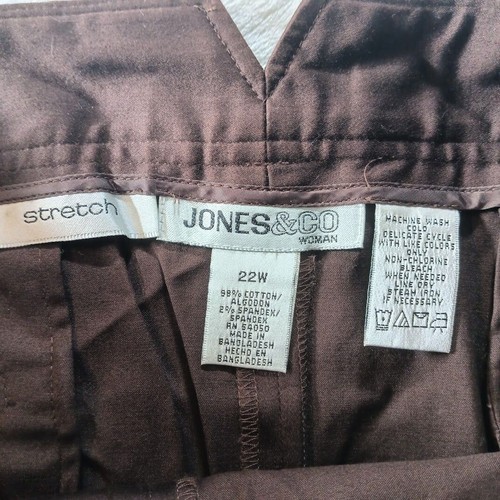 stretch
JONES&CO
WOMAN
22W
98% COTTON/
ALGODON
2% SPANDEX/
SPANDEX
RN 54050
MADE IN
BANGLADESH
HECHO EN
BANGLADESH
MACHINE WASH
COLD
DELICATE CYCLE
WITH LIKE COLORS
ONLY
NON-CHLORINE
BLEACH
WHEN NEEDED
LINE DRY
STEAM IRON
IF NECESSARY